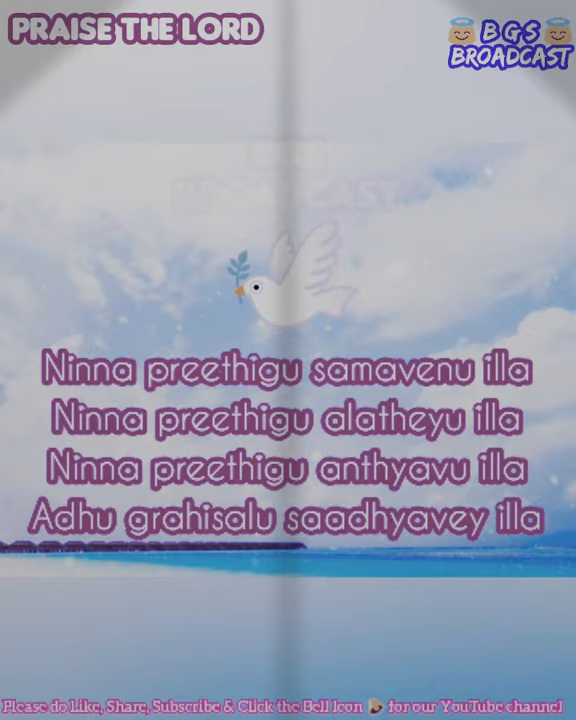 PRAISE THE LORD
B G S
BROADCAST
Ninna preethigu samavenu illa
Ninna preethigu alatheyu illa
Ninna preethigu anthyavu illa
Adhu grahisalu saadhyavey illa
Please do Like, Share, Subscribe & Click the Bell Icon for our YouTube channel